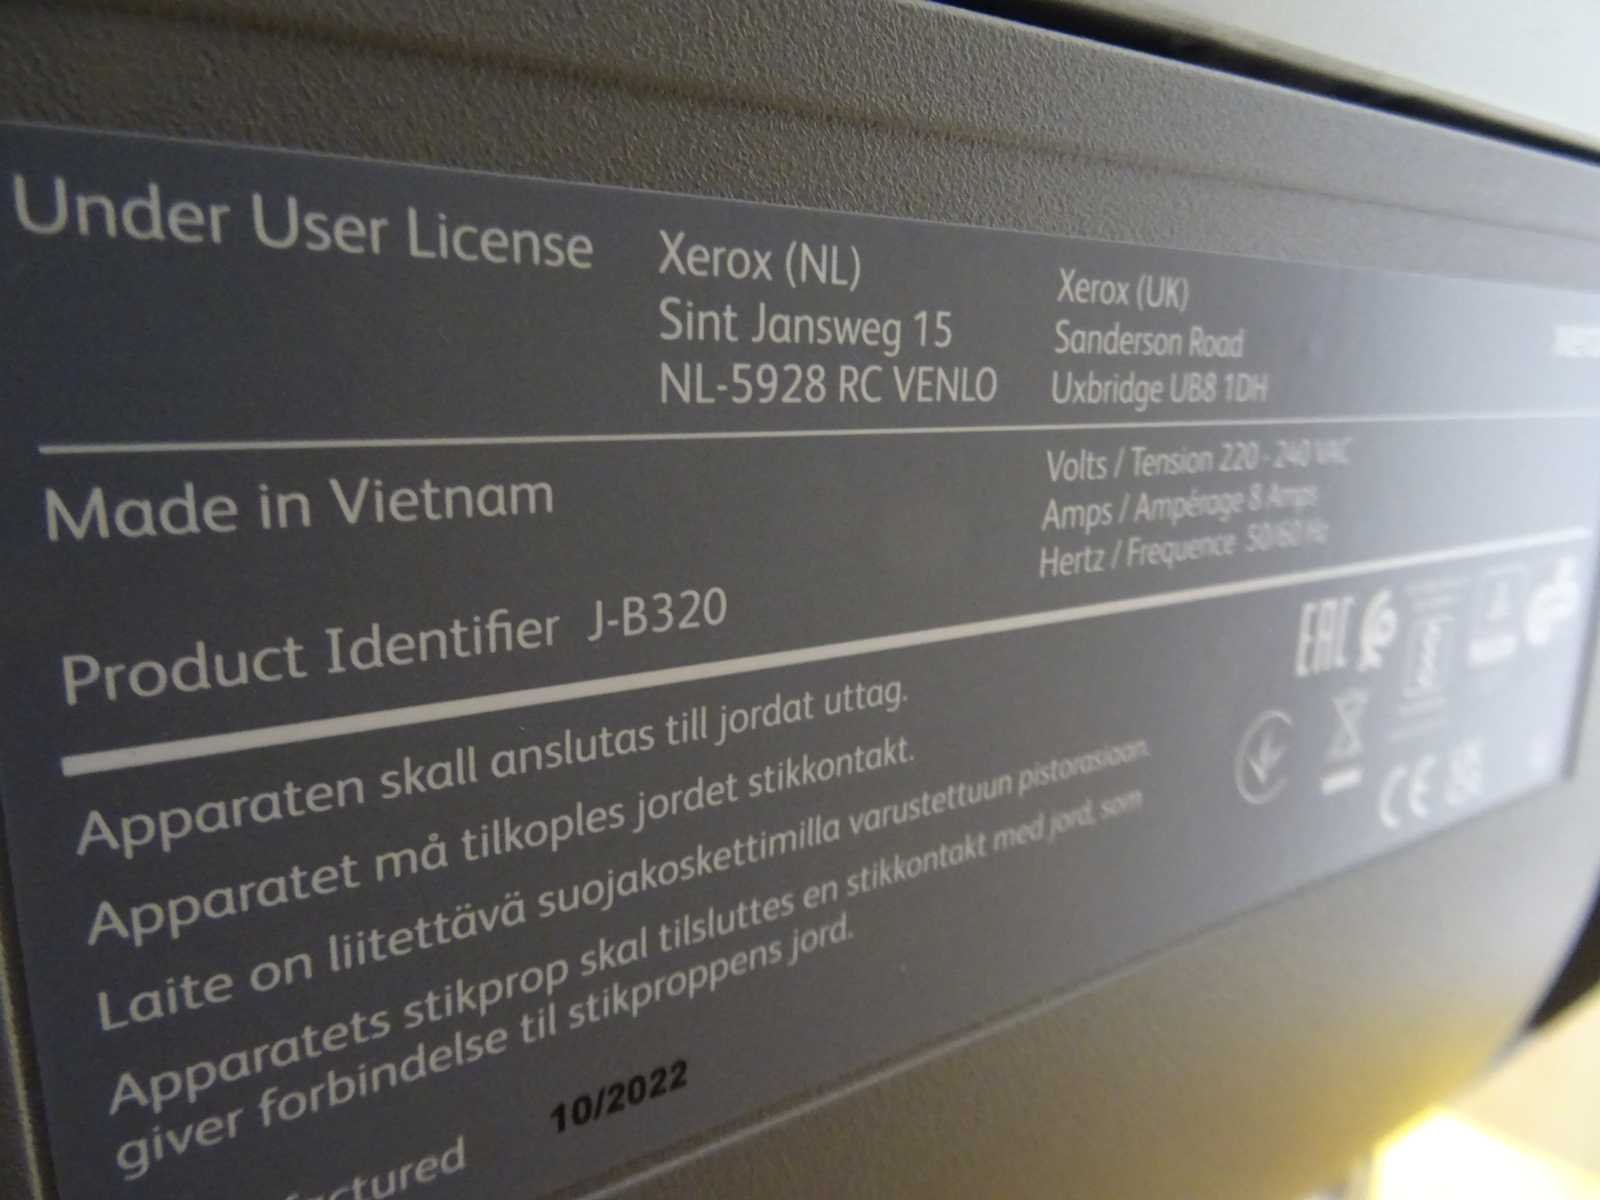 Under User License
Xerox (NL)
Sint Jansweg 15
NL-5928 RC VENLO
Xerox (UK)
Sanderson Road
Uxbridge UB8 1DH
Made in Vietnam
Volts / Tension 220 - 240 VAC
Amps / Ampérage 8 Amps
Hertz / Frequence 50/60 Hz
Product Identifier J-B320
EAC
Apparaten skall anslutas till jordat uttag.
Apparatet må tilkoples jordet stikkontakt.
Laite on liitettävä suojakoskettimilla varustettuun pistorasiaan.
Apparatets stikprop skal tilsluttes en stikkontakt med jord, som
giver forbindelse til stikproppens jord.
CE
10/2022